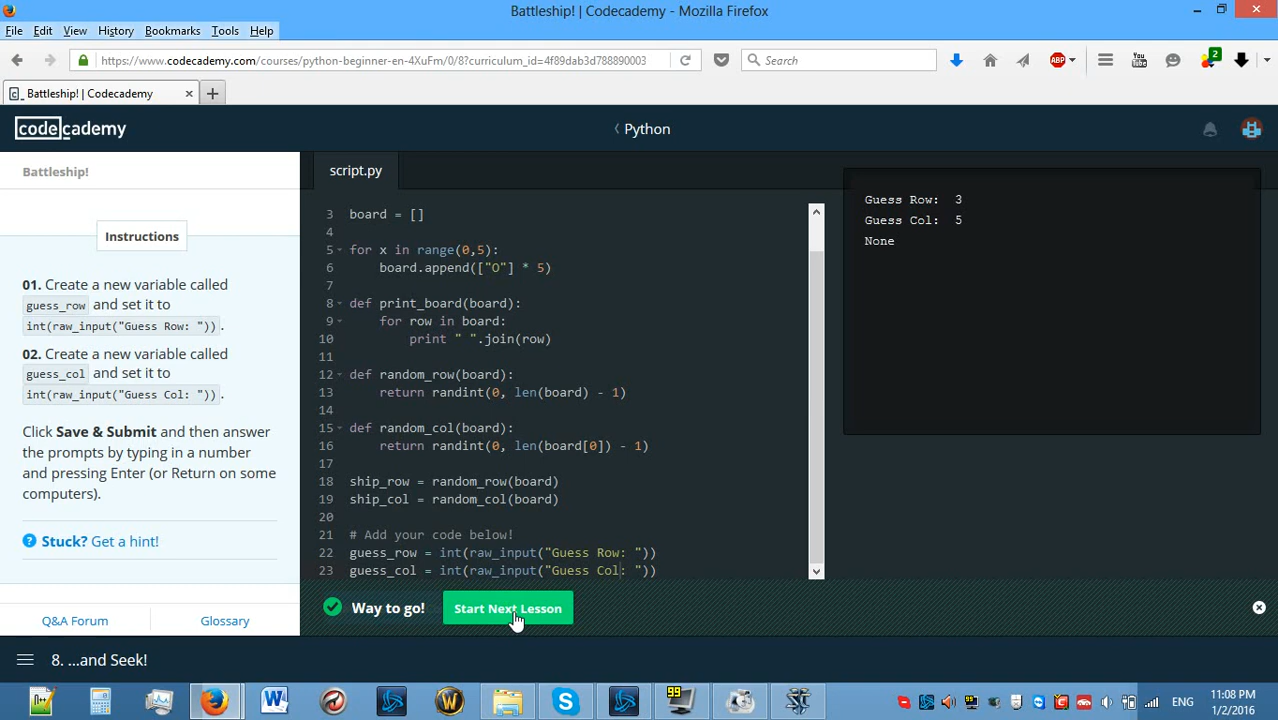 Battleship! | Codecademy - Mozilla Firefox
File Edit View History Bookmarks Tools Help
https://www.codecademy.com/courses/python-beginner-en-4XuFm/0/8?curriculum_id=4f89dab3d788890003
Search
ABP
You Tube
2
Battleship! | Codecademy
codecademy
Python
Battleship!
script.py
Instructions
01. Create a new variable called
guess_row and set it to
int(raw_input("Guess Row: ")).
02. Create a new variable called
guess_col and set it to
int(raw_input("Guess Col: ")).
Click Save & Submit and then answer
the prompts by typing in a number
and pressing Enter (or Return on some
computers).
? Stuck? Get a hint!
Q&A Forum
Glossary
3 board = []
4
5 for x in range(0,5):
6 board.append(["O"] * 5)
7
8 def print_board(board):
9 for row in board:
10 print " ".join(row)
11
12 def random_row(board):
13 return randint(0, len(board) - 1)
14
15 def random_col(board):
16 return randint(0, len(board[0]) - 1)
17
18 ship_row = random_row(board)
19 ship_col = random_col(board)
20
21 # Add your code below!
22 guess_row = int(raw_input("Guess Row: "))
23 guess_col = int(raw_input("Guess Col: "))
Guess Row: 3
Guess Col: 5
None
Way to go!
Start Next Lesson
8. ...and Seek!
99
ENG
11:08 PM
1/2/2016